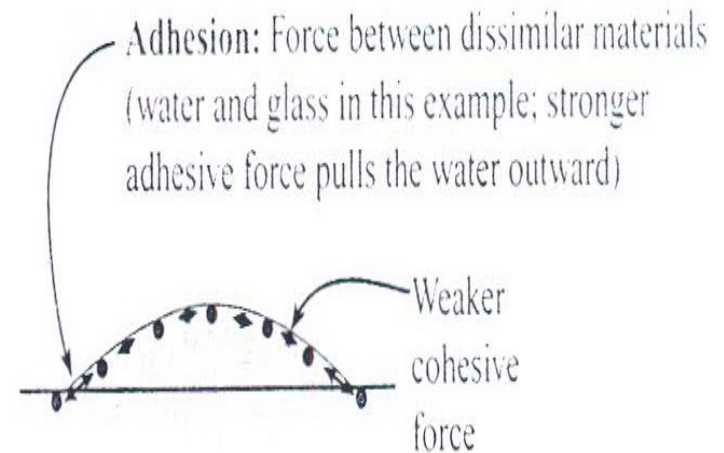 Adhesion: Force between dissimilar materials
(water and glass in this example; stronger
adhesive force pulls the water outward)
Weaker
cohesive
force